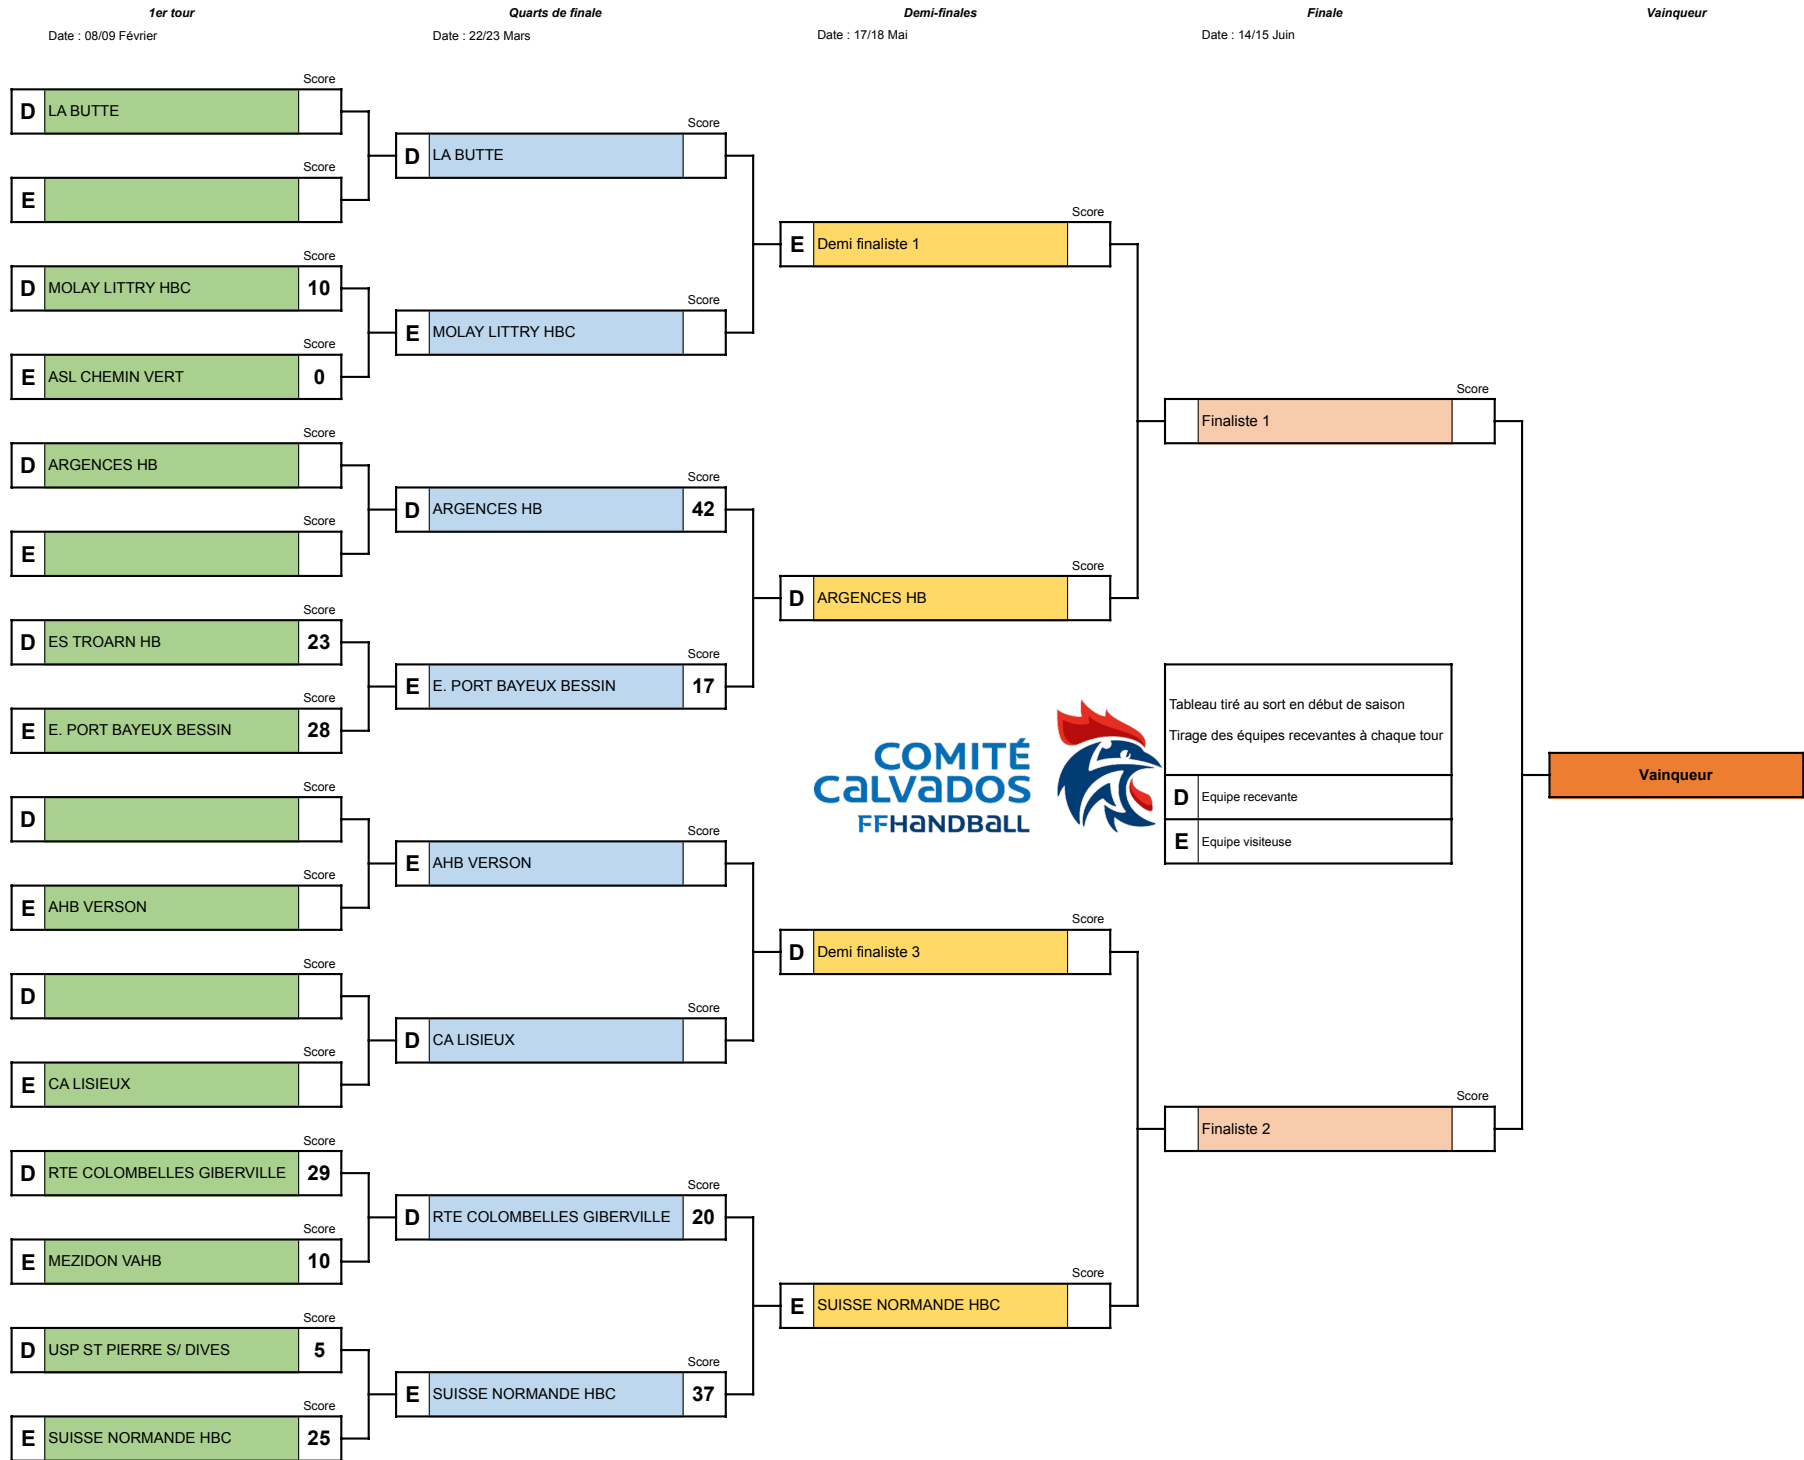 1er tour
Quarts de finale
Demi-finales
Finale
Vainqueur
Date : 08/09 Février
Date : 22/23 Mars
Date : 17/18 Mai
Date : 14/15 Juin
Score
D LA BUTTE
Score
E
Score
D MOLAY LITTRY HBC 10
Score
E ASL CHEMIN VERT 0
Score
D ARGENCES HB
Score
E
Score
D ES TROARN HB 23
Score
E E. PORT BAYEUX BESSIN 28
Score
D
Score
E AHB VERSON
Score
D
Score
E CA LISIEUX
Score
D RTE COLOMBELLES GIBERVILLE 29
Score
E MEZIDON VAHB 10
Score
D USP ST PIERRE S/ DIVES 5
Score
E SUISSE NORMANDE HBC 25
Score
D LA BUTTE
Score
E MOLAY LITTRY HBC
Score
D ARGENCES HB 42
Score
E E. PORT BAYEUX BESSIN 17
E AHB VERSON
Score
D CA LISIEUX
Score
D RTE COLOMBELLES GIBERVILLE 20
Score
E SUISSE NORMANDE HBC 37
Score
E Demi finaliste 1
Score
D ARGENCES HB
COMITÉ
CALVADOS
FFHANDBALL
Score
D Demi finaliste 3
Score
E SUISSE NORMANDE HBC
Score
Finaliste 1
Tableau tiré au sort en début de saison
Tirage des équipes recevantes à chaque tour
D Equipe recevante
E Equipe visiteuse
Score
Finaliste 2
Vainqueur